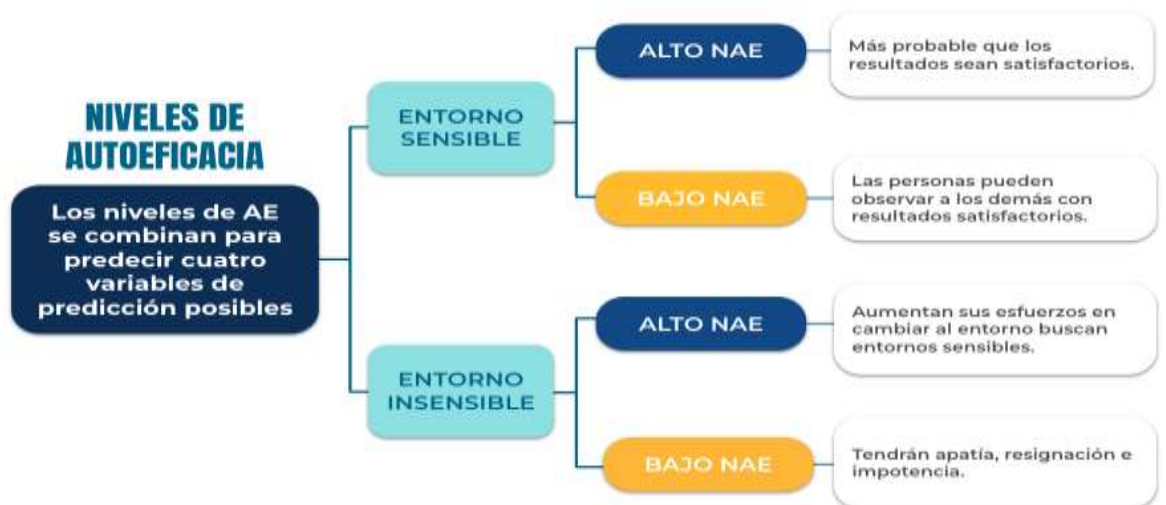 NIVELES DE
AUTOEFICACIA
Los niveles de AE
se combinan para
predecir cuatro
variables de
predicción posibles
ENTORNO
SENSIBLE
ALTO NAE
Más probable que los
resultados sean satisfactorios.
BAJO NAE
Las personas pueden
observar a los demás con
resultados satisfactorios.
ENTORNO
INSENSIBLE
ALTO NAE
Aumentan sus esfuerzos en
cambiar al entorno buscan
entornos sensibles.
BAJO NAE
Tendrán apatía, resignación e
impotencia.